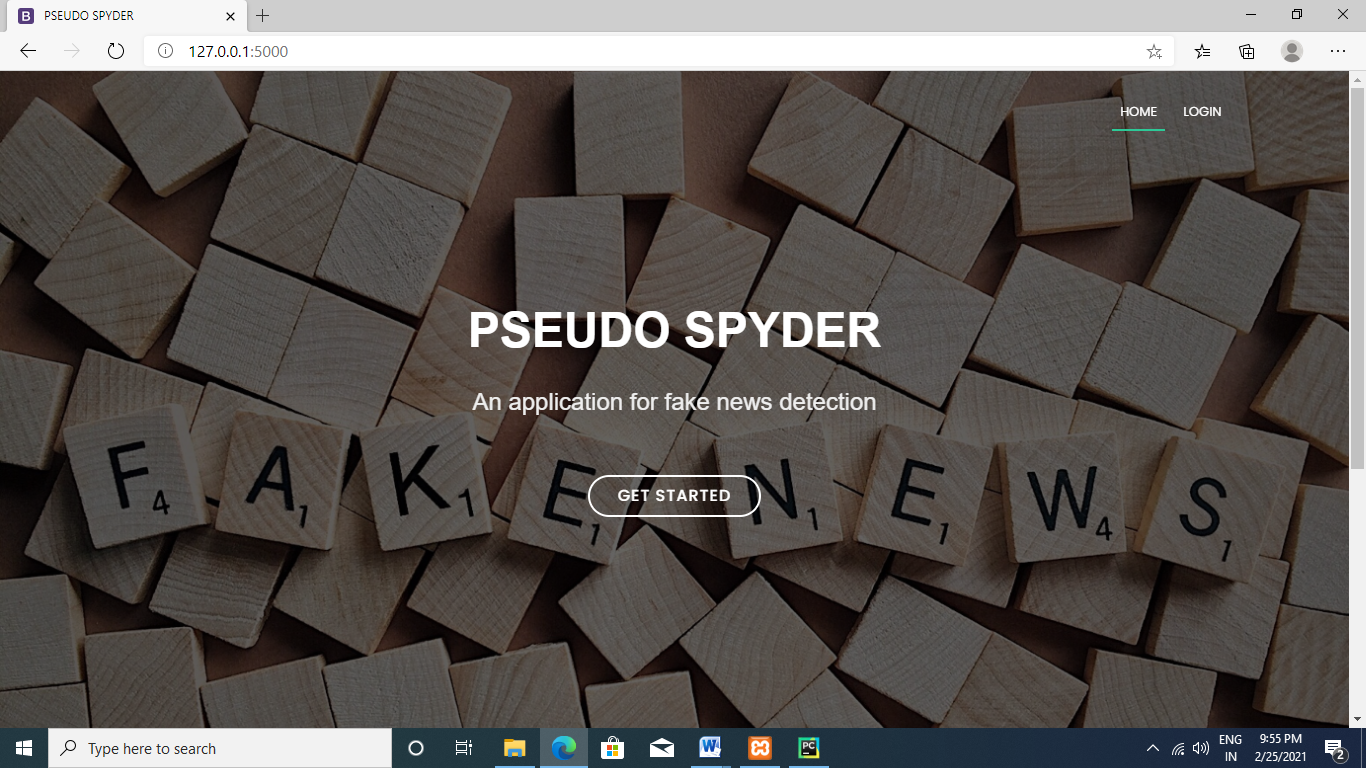 PSEUDO SPYDER
127.0.0.1:5000
HOME LOGIN
PSEUDO SPYDER
An application for fake news detection
GET STARTED
F4 A1 K1 E1 N1 E1 W4 S1
Type here to search
ENG
IN
9:55 PM
2/25/2021
2